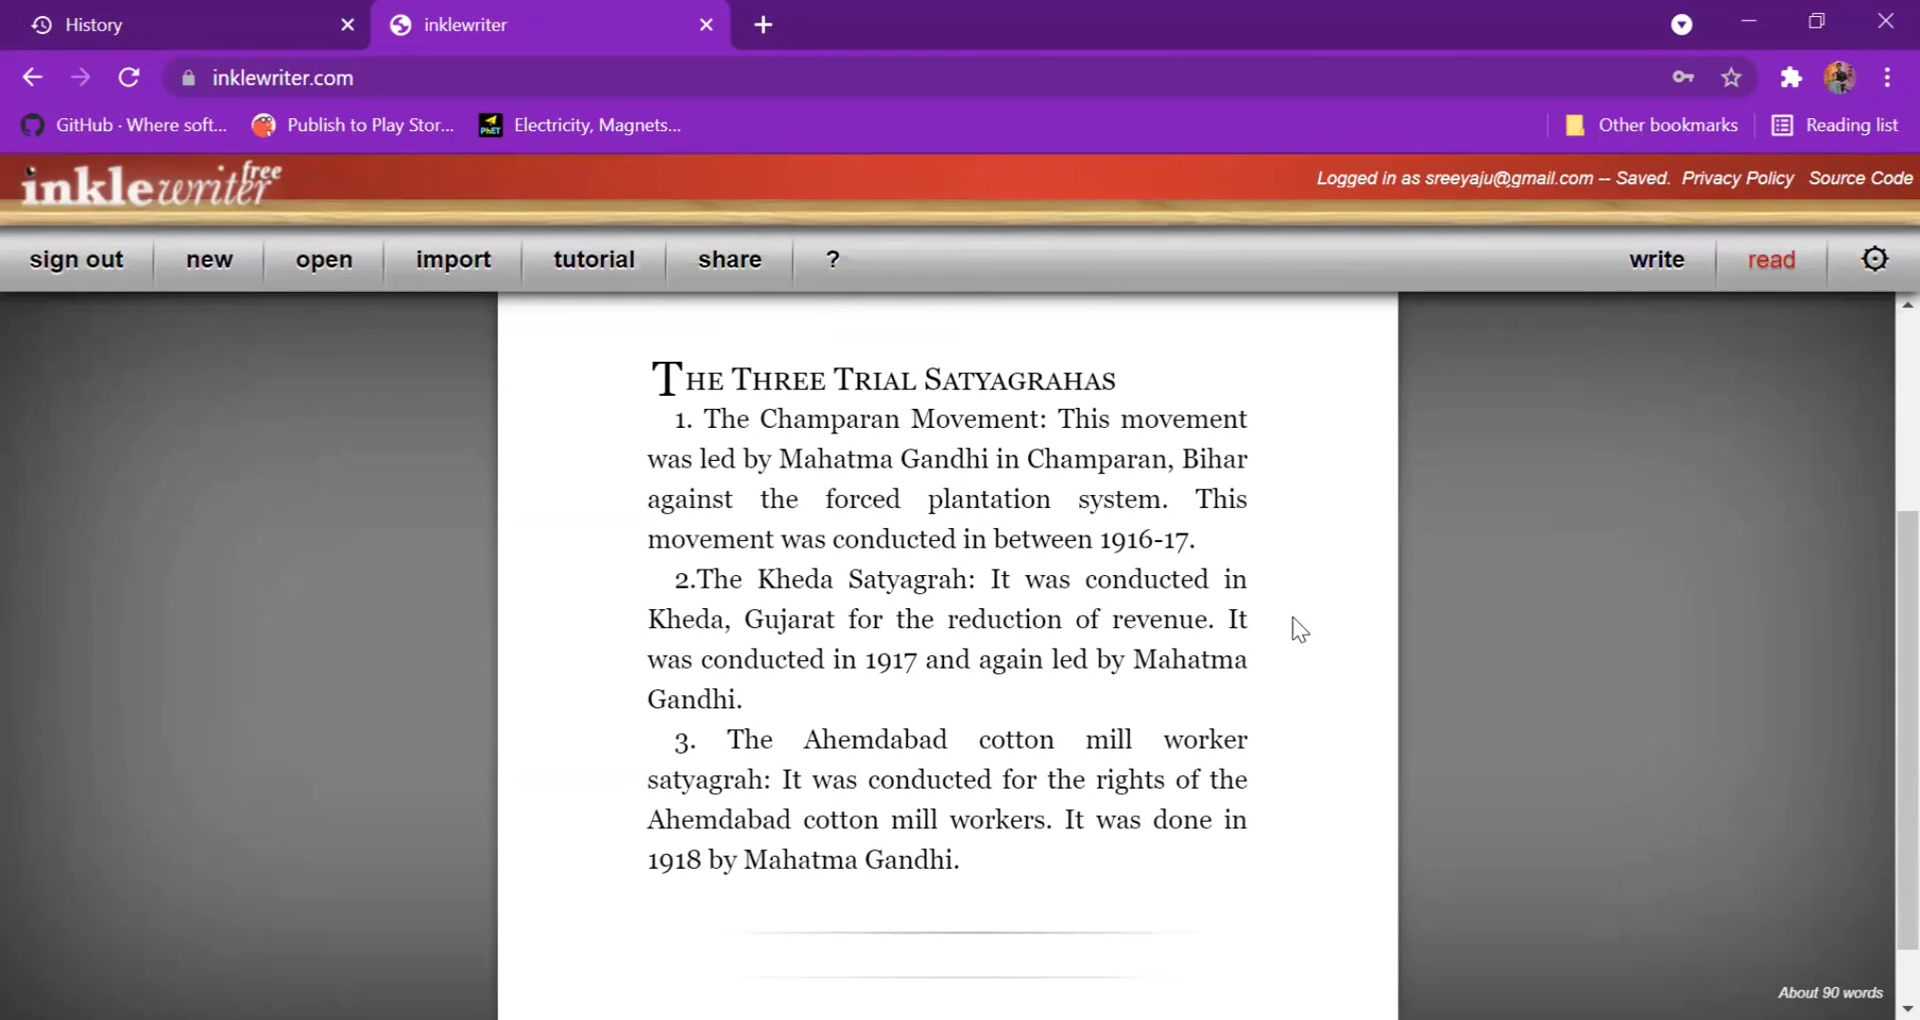 History
inklewriter
inklewriter.com
GitHub · Where soft...
Publish to Play Stor...
PhET
Electricity, Magnets...
Other bookmarks
Reading list
inklewriter free
Logged in as sreeyaju@gmail.com -- Saved. Privacy Policy Source Code
sign out new open import tutorial share ? write read
THE THREE TRIAL SATYAGRAHAS
1. The Champaran Movement: This movement
was led by Mahatma Gandhi in Champaran, Bihar
against the forced plantation system. This
movement was conducted in between 1916-17.
2.The Kheda Satyagrah: It was conducted in
Kheda, Gujarat for the reduction of revenue. It
was conducted in 1917 and again led by Mahatma
Gandhi.
3. The Ahemdabad cotton mill worker
satyagrah: It was conducted for the rights of the
Ahemdabad cotton mill workers. It was done in
1918 by Mahatma Gandhi.
About 90 words